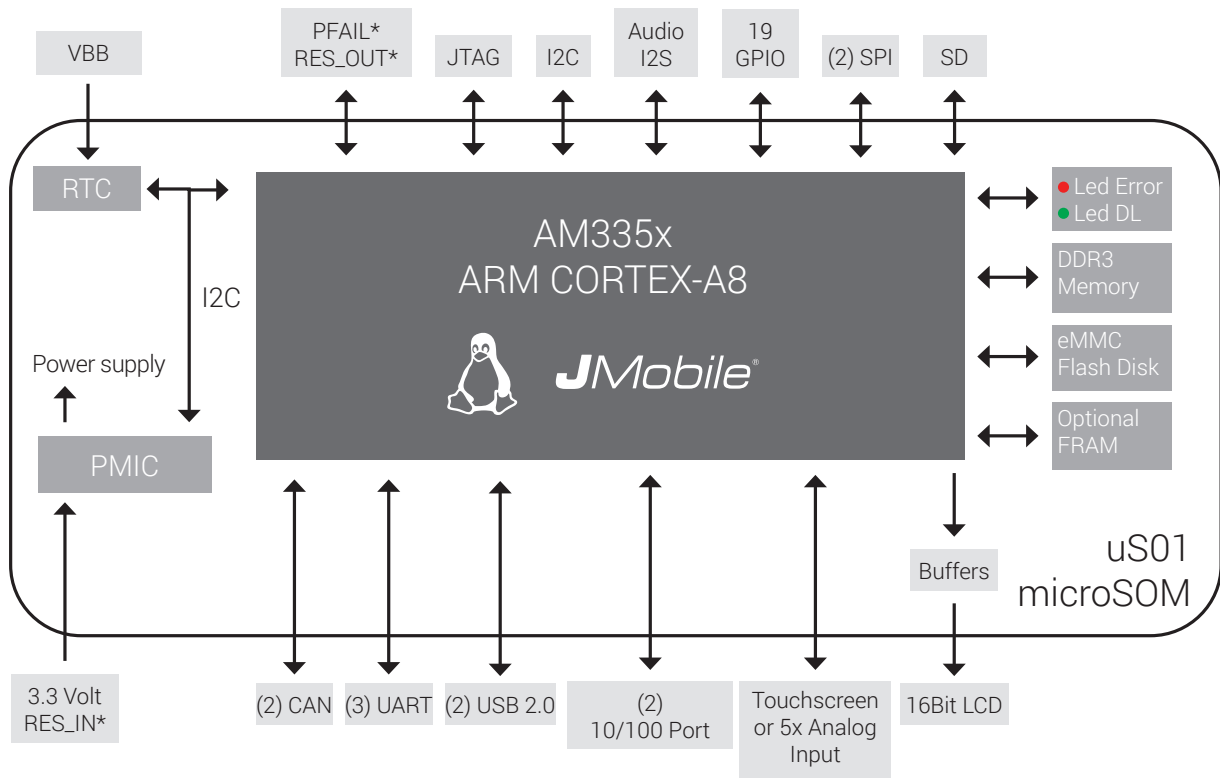 VBB
PFAIL*
RES_OUT*
JTAG
I2C
Audio
I2S
19
GPIO
(2) SPI
SD
RTC
I2C
Power supply
PMIC
AM335x
ARM CORTEX-A8
JMobile®
Led Error
Led DL
DDR3
Memory
eMMC
Flash Disk
Optional
FRAM
Buffers
uS01
microSOM
3.3 Volt
RES_IN*
(2) CAN
(3) UART
(2) USB 2.0
(2)
10/100 Port
Touchscreen
or 5x Analog
Input
16Bit LCD